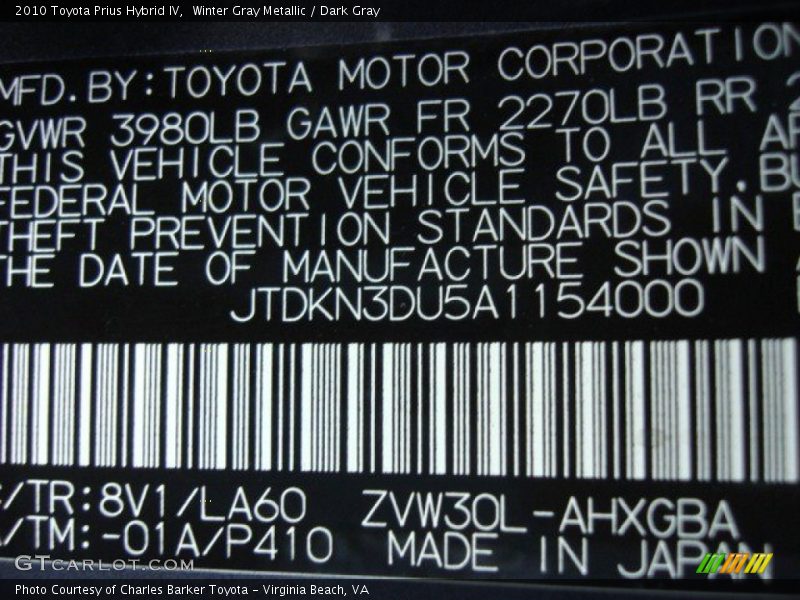 2010 Toyota Prius Hybrid IV, Winter Gray Metallic / Dark Gray
MFD.BY:TOYOTA MOTOR CORPORATION
GVWR 3980LB GAWR FR 2270LB RR
THIS VEHICLE CONFORMS TO ALL
FEDERAL MOTOR VEHICLE SAFETY,
THEFT PREVENTION STANDARDS IN
THE DATE OF MANUFACTURE SHOWN
JTDKN3DU5A1154000
/TR:8V1/LA60 ZVW30L-AHXGBA
/TM:-01A/P410 MADE IN JAPAN
GTCARLOT.COM
Photo Courtesy of Charles Barker Toyota - Virginia Beach, VA